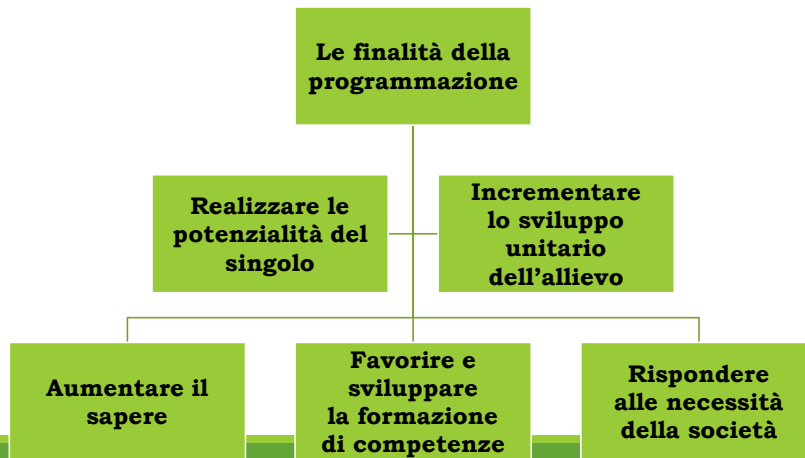 Le finalità della
programmazione
Realizzare le
potenzialità del
singolo
Incrementare
lo sviluppo
unitario
dell’allievo
Aumentare il
sapere
Favorire e
sviluppare
la formazione
di competenze
Rispondere
alle necessità
della società